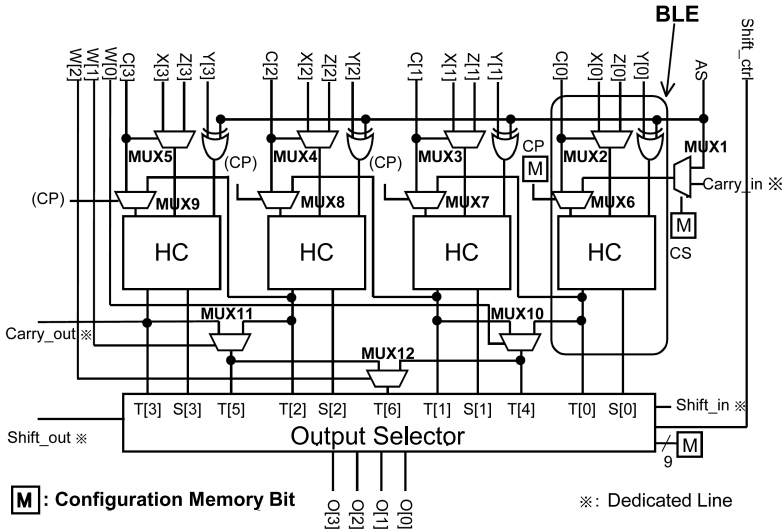 BLE
W[2]
W[1]
W[0]
C[3]
X[3]
Z[3]
Y[3]
C[2]
X[2]
Z[2]
Y[2]
C[1]
X[1]
Z[1]
Y[1]
C[0]
X[0]
Z[0]
Y[0]
AS
Shift_ctrl
MUX5
MUX4
MUX3
MUX2
MUX1
(CP)
(CP)
CP
M
(CP)
MUX9
MUX8
MUX7
MUX6
Carry_in ※
M
CS
HC
HC
HC
HC
MUX11
MUX10
Carry_out ※
MUX12
T[3]
S[3]
T[5]
T[2]
S[2]
T[6]
T[1]
S[1]
T[4]
T[0]
S[0]
Shift_in ※
Shift_out ※
Output Selector
M
9
O[3]
O[2]
O[1]
O[0]
M : Configuration Memory Bit
※: Dedicated Line